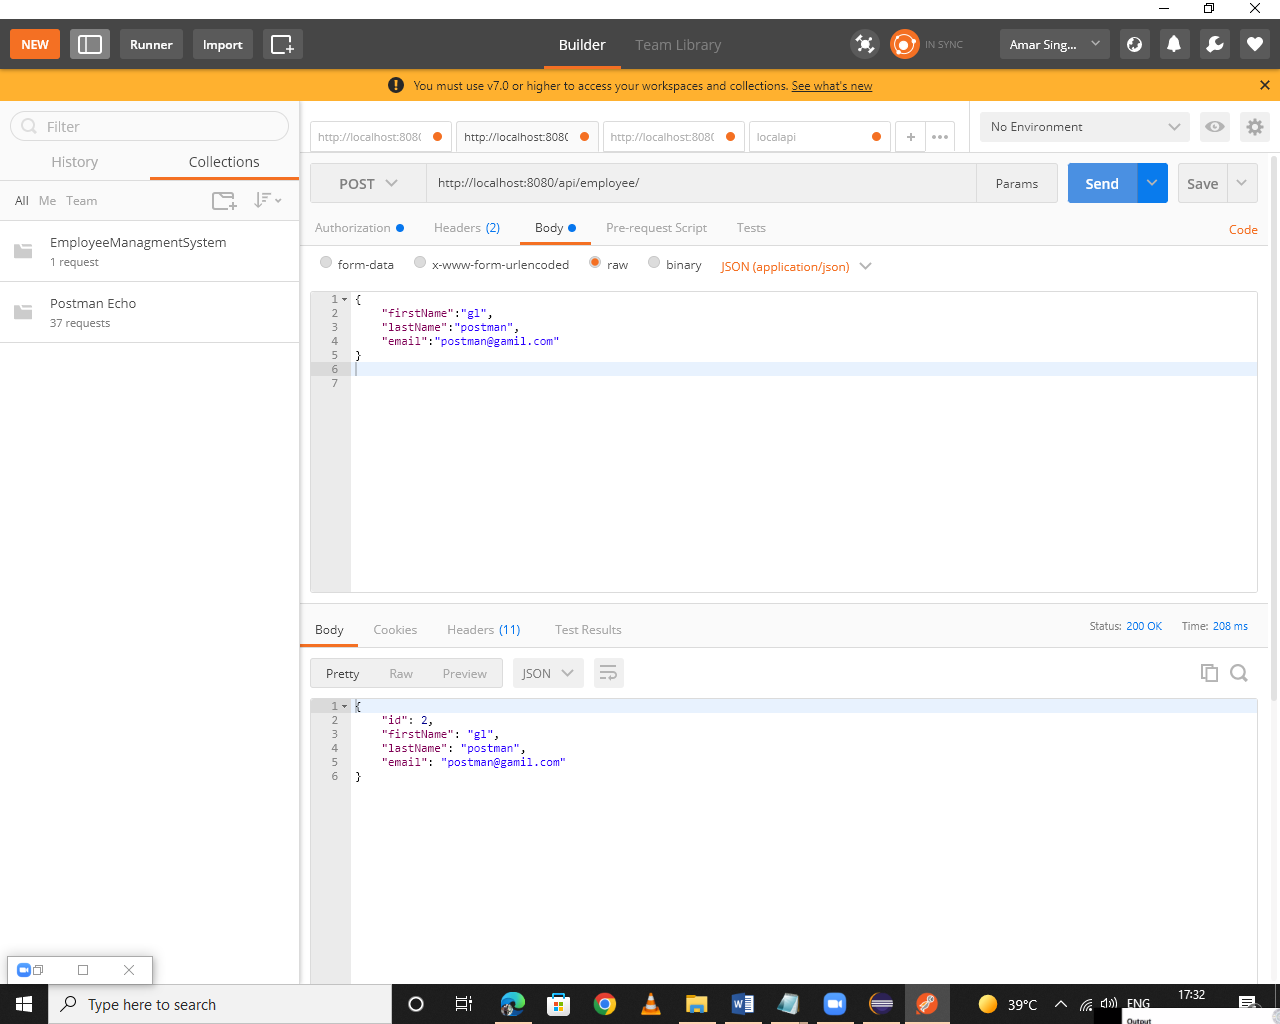 NEW Runner Import Builder Team Library IN SYNC Amar Sing...
! You must use v7.0 or higher to access your workspaces and collections. See what's new
Filter
History Collections
All Me Team
EmployeeManagmentSystem
1 request
Postman Echo
37 requests
http://localhost:808 http://localhost:808 http://localhost:808 localapi + ••• No Environment
POST http://localhost:8080/api/employee/ Params Send Save
Authorization Headers (2) Body Pre-request Script Tests Code
form-data x-www-form-urlencoded raw binary JSON (application/json)
1 {
2 "firstName":"gl",
3 "lastName":"postman",
4 "email":"postman@gamil.com"
5 }
6
7
Body Cookies Headers (11) Test Results Status: 200 OK Time: 208 ms
Pretty Raw Preview JSON
1 {
2 "id": 2,
3 "firstName": "gl",
4 "lastName": "postman",
5 "email": "postman@gamil.com"
6 }
Type here to search 39°C ENG 17:32
Output